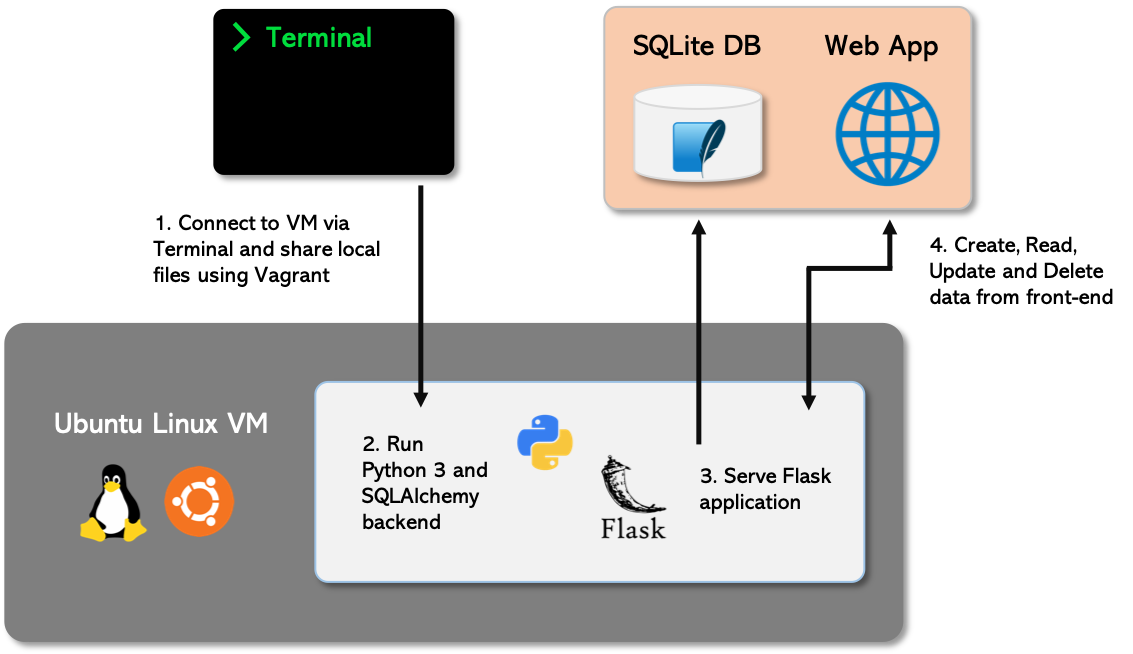 Terminal
SQLite DB
Web App
1. Connect to VM via
Terminal and share local
files using Vagrant
4. Create, Read,
Update and Delete
data from front-end
Ubuntu Linux VM
2. Run
Python 3 and
SQLAlchemy
backend
Flask
3. Serve Flask
application